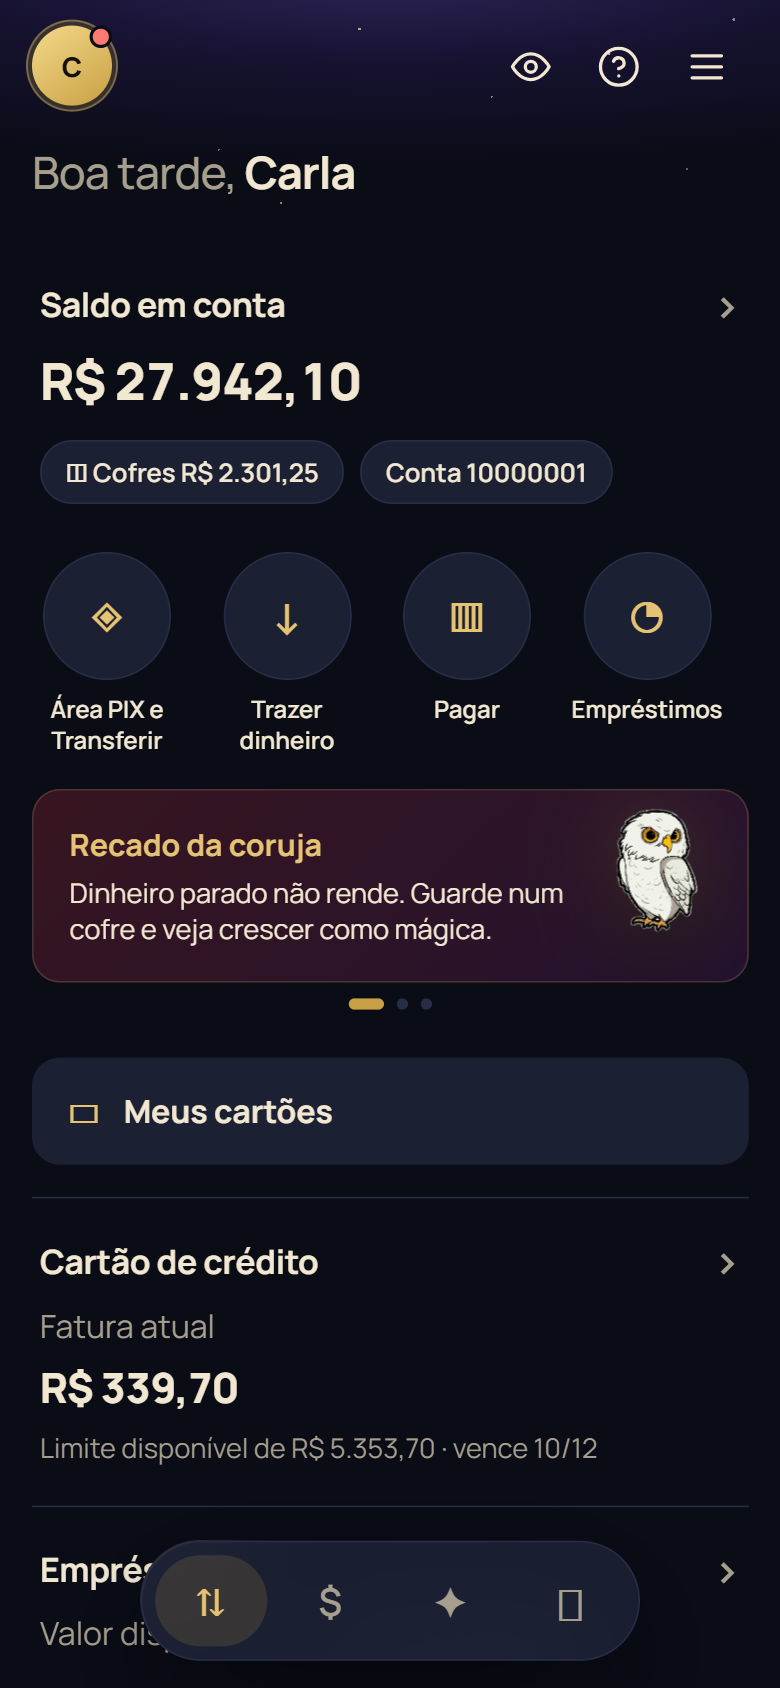 C
Boa tarde, Carla
Saldo em conta
R$ 27.942,10
Cofres R$ 2.301,25
Conta 10000001
Área PIX e
Transferir
Trazer
dinheiro
Pagar
Empréstimos
Recado da coruja
Dinheiro parado não rende. Guarde num
cofre e veja crescer como mágica.
Meus cartões
Cartão de crédito
Fatura atual
R$ 339,70
Limite disponível de R$ 5.353,70 · vence 10/12
Valor
$